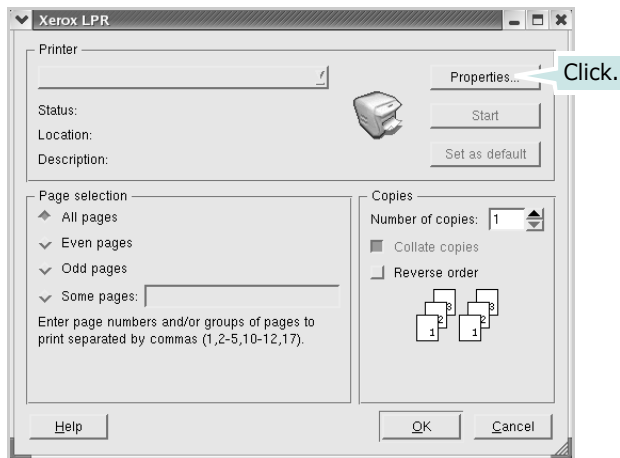 Xerox LPR
Printer
Properties...
Click.
Status:
Start
Location:
Description:
Set as default
Page selection
All pages
Even pages
Odd pages
Some pages:
Enter page numbers and/or groups of pages to
print separated by commas (1,2-5,10-12,17).
Copies
Number of copies: 1
Collate copies
Reverse order
3 3
2 2
1 1
Help
OK
Cancel